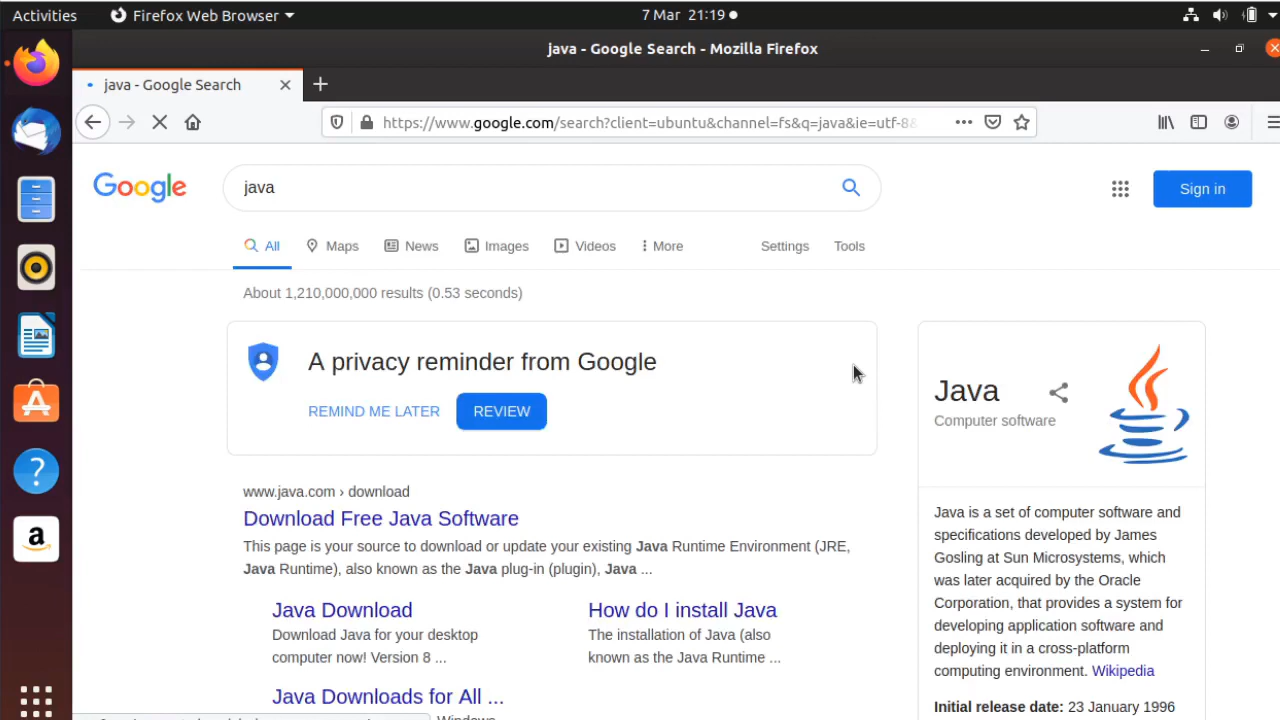 Activities
Firefox Web Browser
7 Mar 21:19
java - Google Search - Mozilla Firefox
java - Google Search
https://www.google.com/search?client=ubuntu&channel=fs&q=java&ie=utf-8&
Google
java
Sign in
All
Maps
News
Images
Videos
More
Settings
Tools
About 1,210,000,000 results (0.53 seconds)
A privacy reminder from Google
REMIND ME LATER
REVIEW
www.java.com › download
Download Free Java Software
This page is your source to download or update your existing Java Runtime Environment (JRE,
Java Runtime), also known as the Java plug-in (plugin), Java ...
Java Download
Download Java for your desktop
computer now! Version 8 ...
How do I install Java
The installation of Java (also
known as the Java Runtime ...
Java Downloads for All ...
Windows
Java
Computer software
Java is a set of computer software and
specifications developed by James
Gosling at Sun Microsystems, which
was later acquired by the Oracle
Corporation, that provides a system for
developing application software and
deploying it in a cross-platform
computing environment. Wikipedia
Initial release date: 23 January 1996